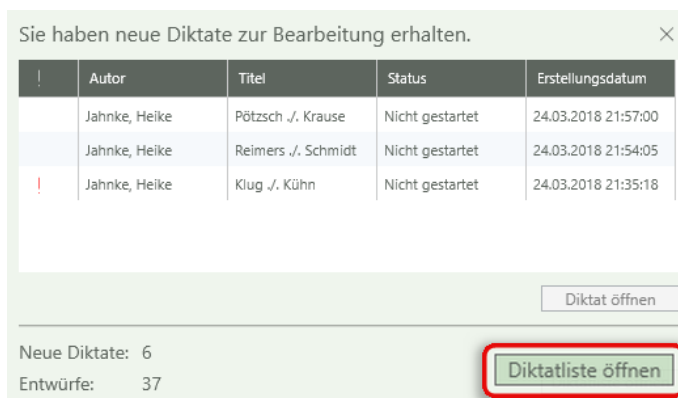 Sie haben neue Diktate zur Bearbeitung erhalten.
! Autor Titel Status Erstellungsdatum
Jahnke, Heike Pötzsch ./. Krause Nicht gestartet 24.03.2018 21:57:00
Jahnke, Heike Reimers ./. Schmidt Nicht gestartet 24.03.2018 21:54:05
! Jahnke, Heike Klug ./. Kühn Nicht gestartet 24.03.2018 21:35:18
Diktat öffnen
Neue Diktate: 6
Entwürfe: 37
Diktatliste öffnen